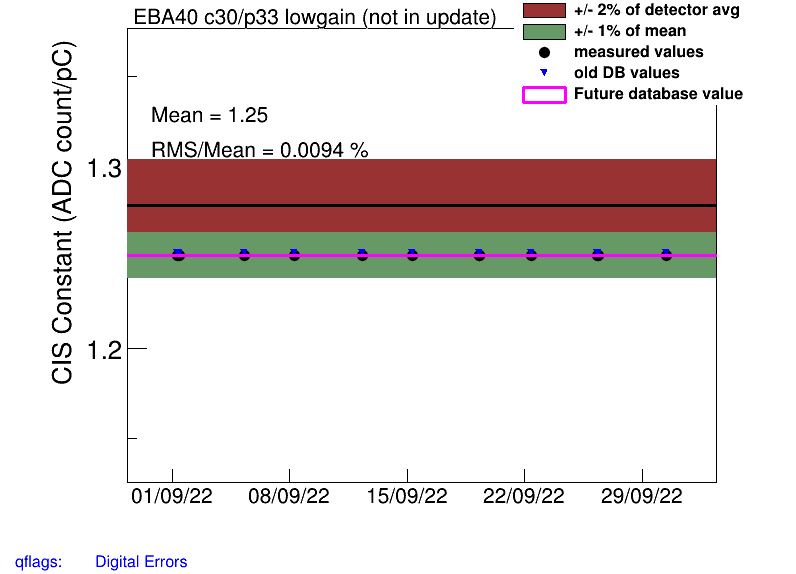 EBA40 c30/p33 lowgain (not in update)
+/- 2% of detector avg
+/- 1% of mean
measured values
old DB values
Future database value
Mean = 1.25
RMS/Mean = 0.0094 %
CIS Constant (ADC count/pC)
1.3
1.2
01/09/22 08/09/22 15/09/22 22/09/22 29/09/22
qflags: Digital Errors